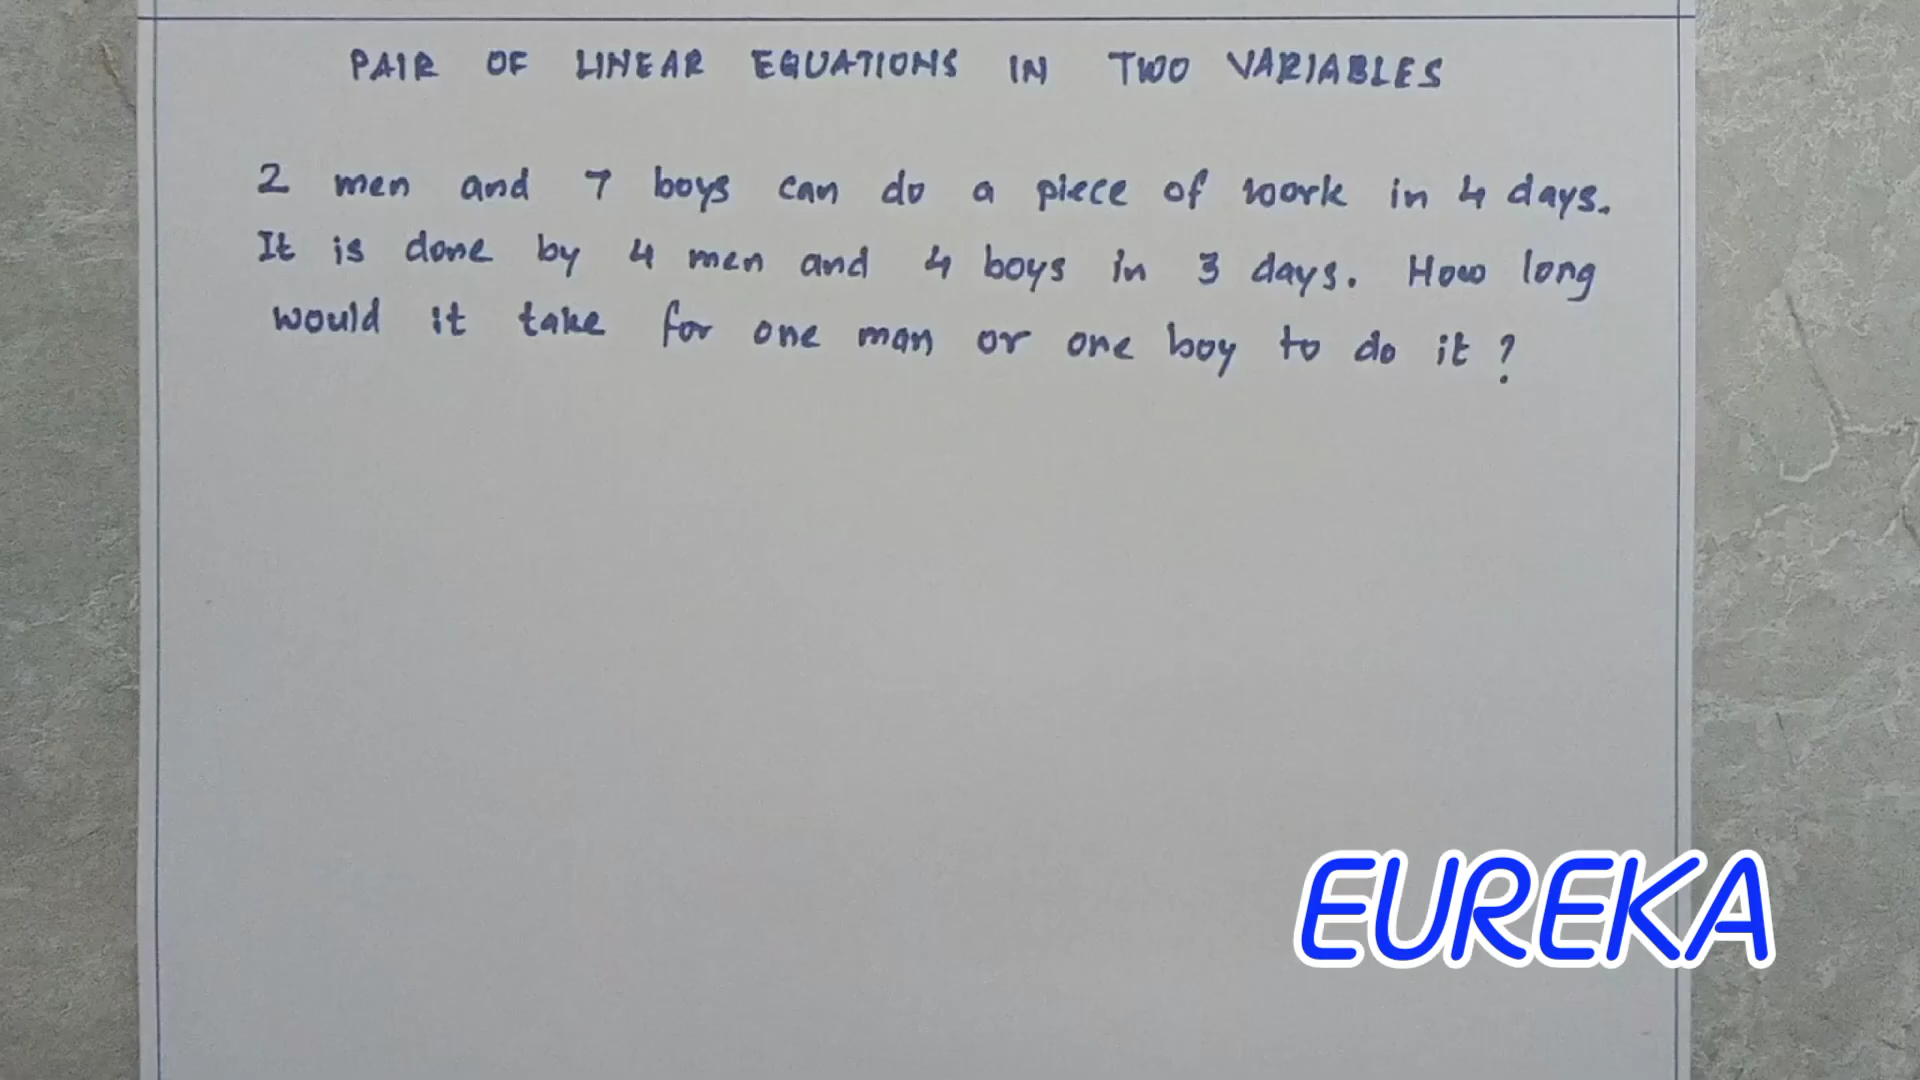 PAIR OF LINEAR EQUATIONS IN TWO VARIABLES
2 men and 7 boys can do a piece of work in 4 days.
It is done by 4 men and 4 boys in 3 days. How long
would it take for one man or one boy to do it?
EUREKA